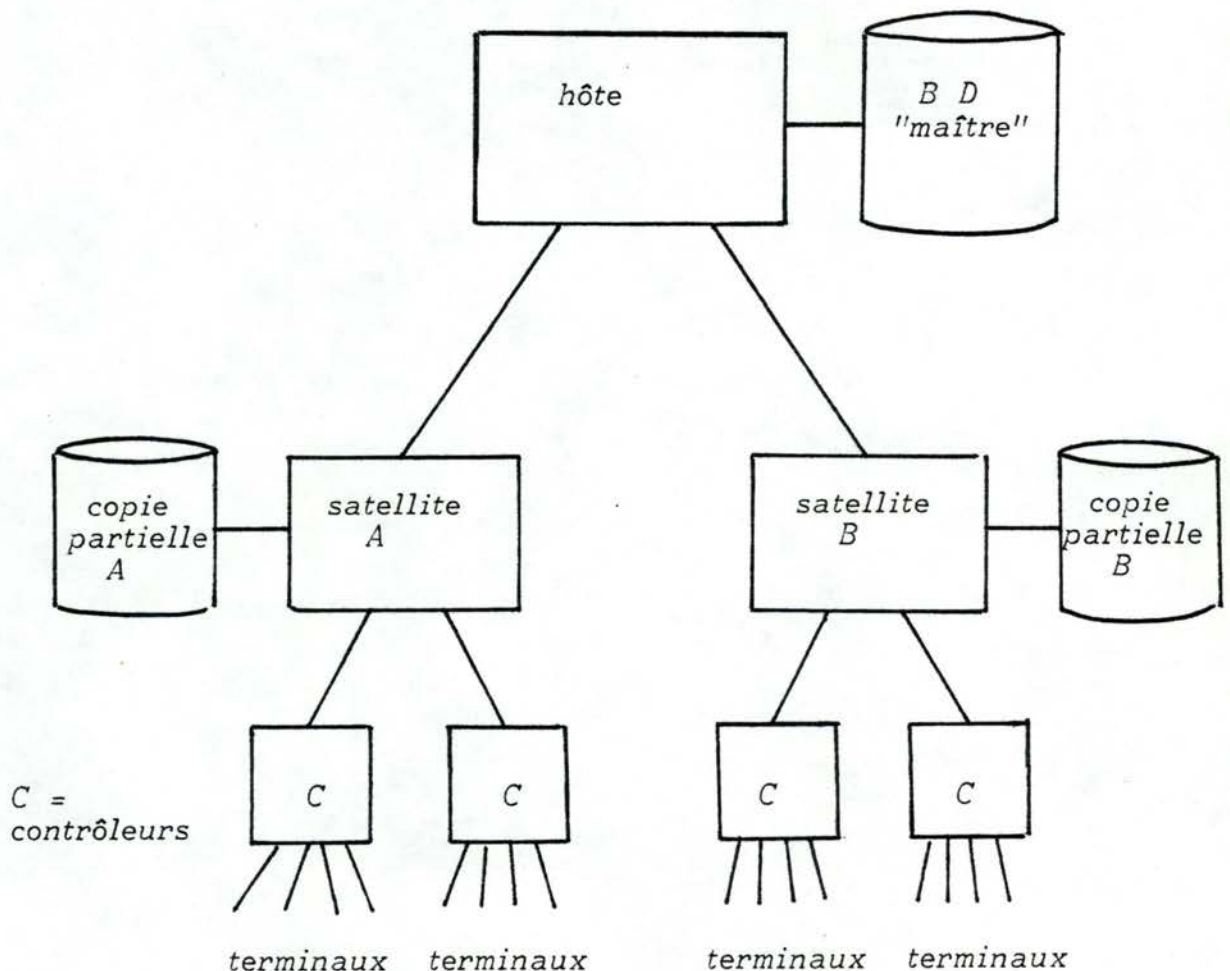 hôte
B D
"maître"
copie
partielle
A
satellite
A
satellite
B
copie
partielle
B
C =
contrôleurs
C
C
C
C
terminaux
terminaux
terminaux
terminaux